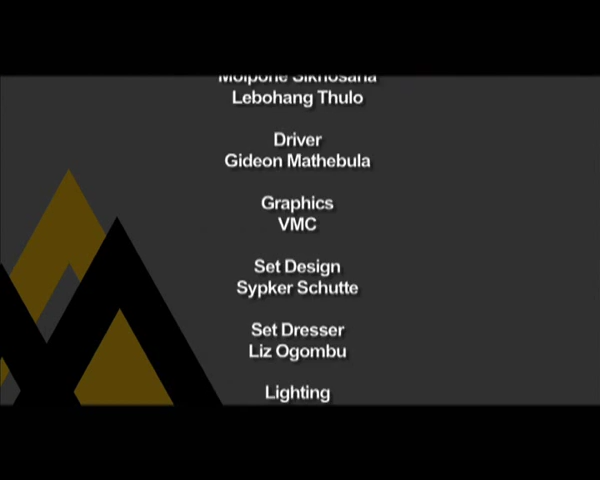 Lebohang Thulo
Driver
Gideon Mathebula
Graphics
VMC
Set Design
Sypker Schutte
Set Dresser
Liz Ogombu
Lighting